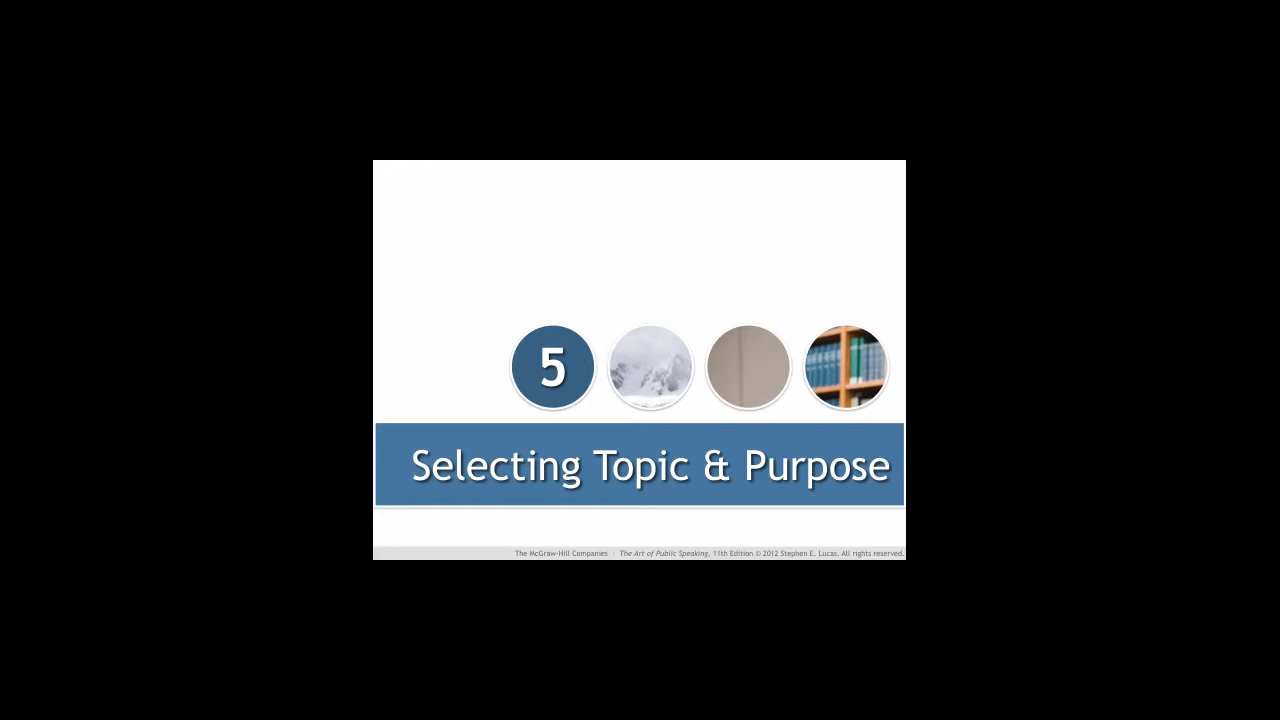 5
Selecting Topic & Purpose
The McGraw-Hill Companies · The Art of Public Speaking, 11th Edition © 2012 Stephen E. Lucas. All rights reserved.